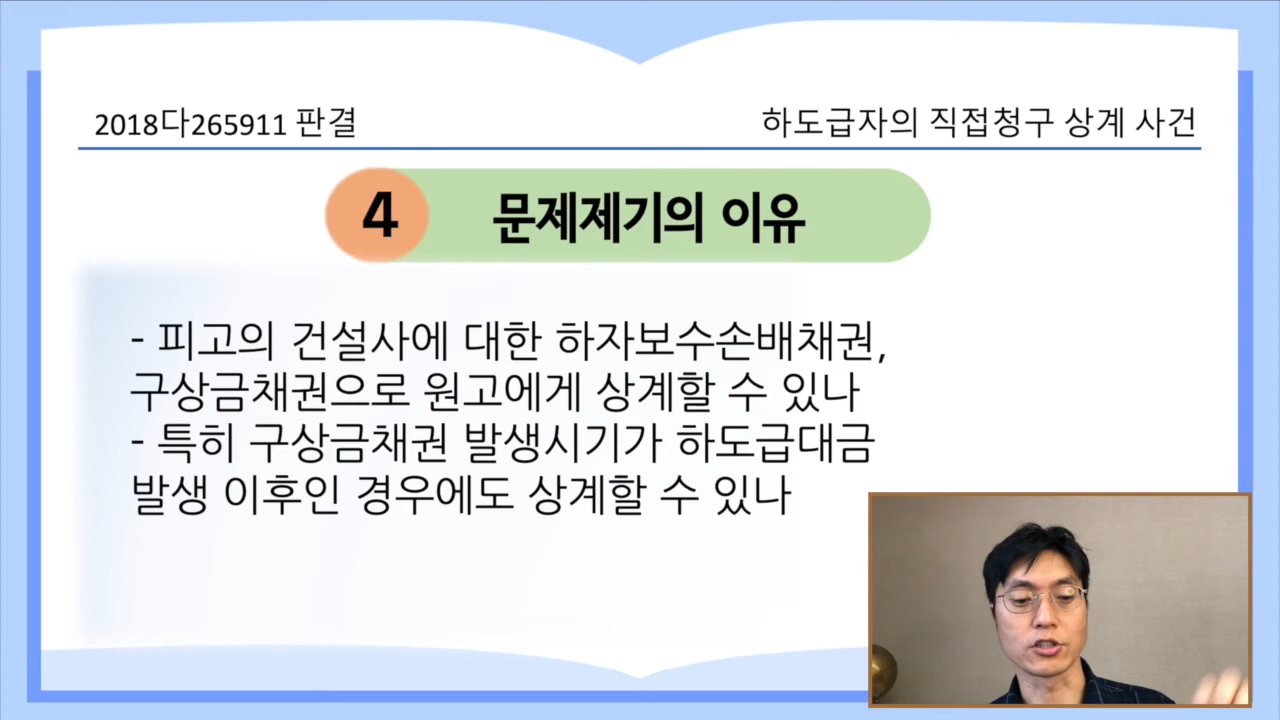 2018다265911 판결
하도급자의 직접청구 상계 사건
4 문제제기의 이유
- 피고의 건설사에 대한 하자보수손배채권,
구상금채권으로 원고에게 상계할 수 있나
- 특히 구상금채권 발생시기가 하도급대금
발생 이후인 경우에도 상계할 수 있나